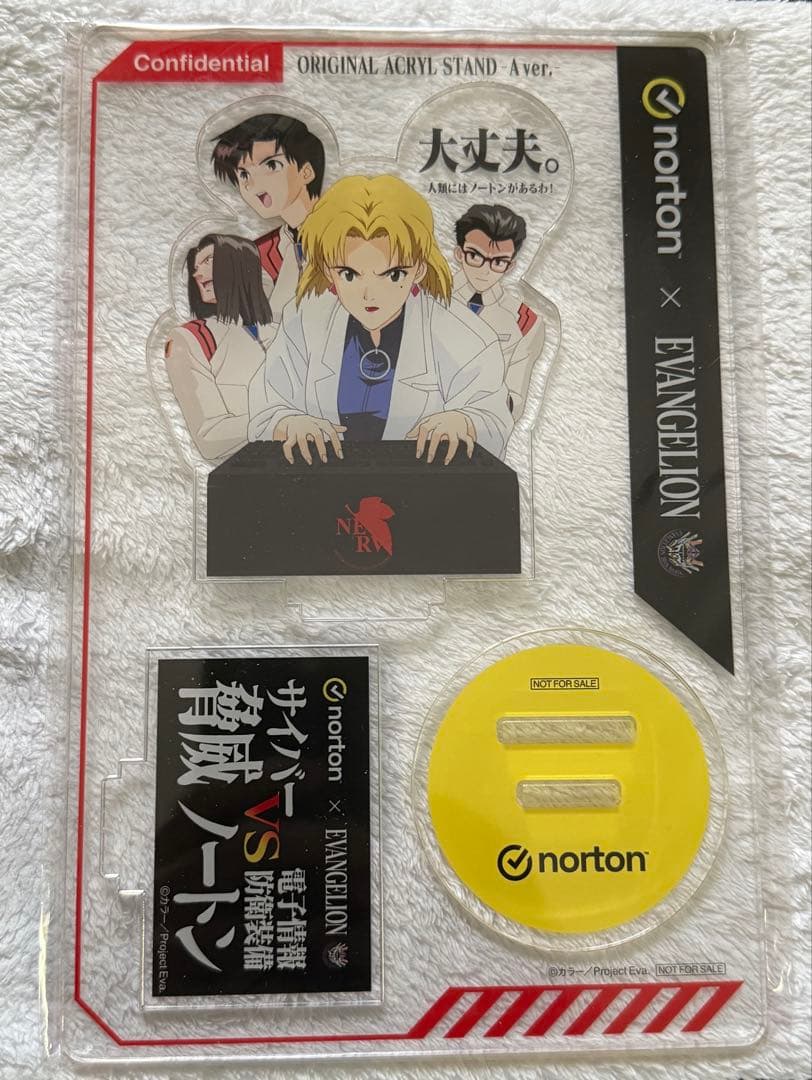 Confidential
ORIGINAL ACRYL STAND -A ver.-
norton
×
EVANGELION
大丈夫。
人類にはノートンがあるわ!
NERV
norton × EVANGELION
サイバー脅威
VS
電子情報防衛装備
ノートン
©カラー/Project Eva.
NOT FOR SALE
norton
©カラー/Project Eva. NOT FOR SALE